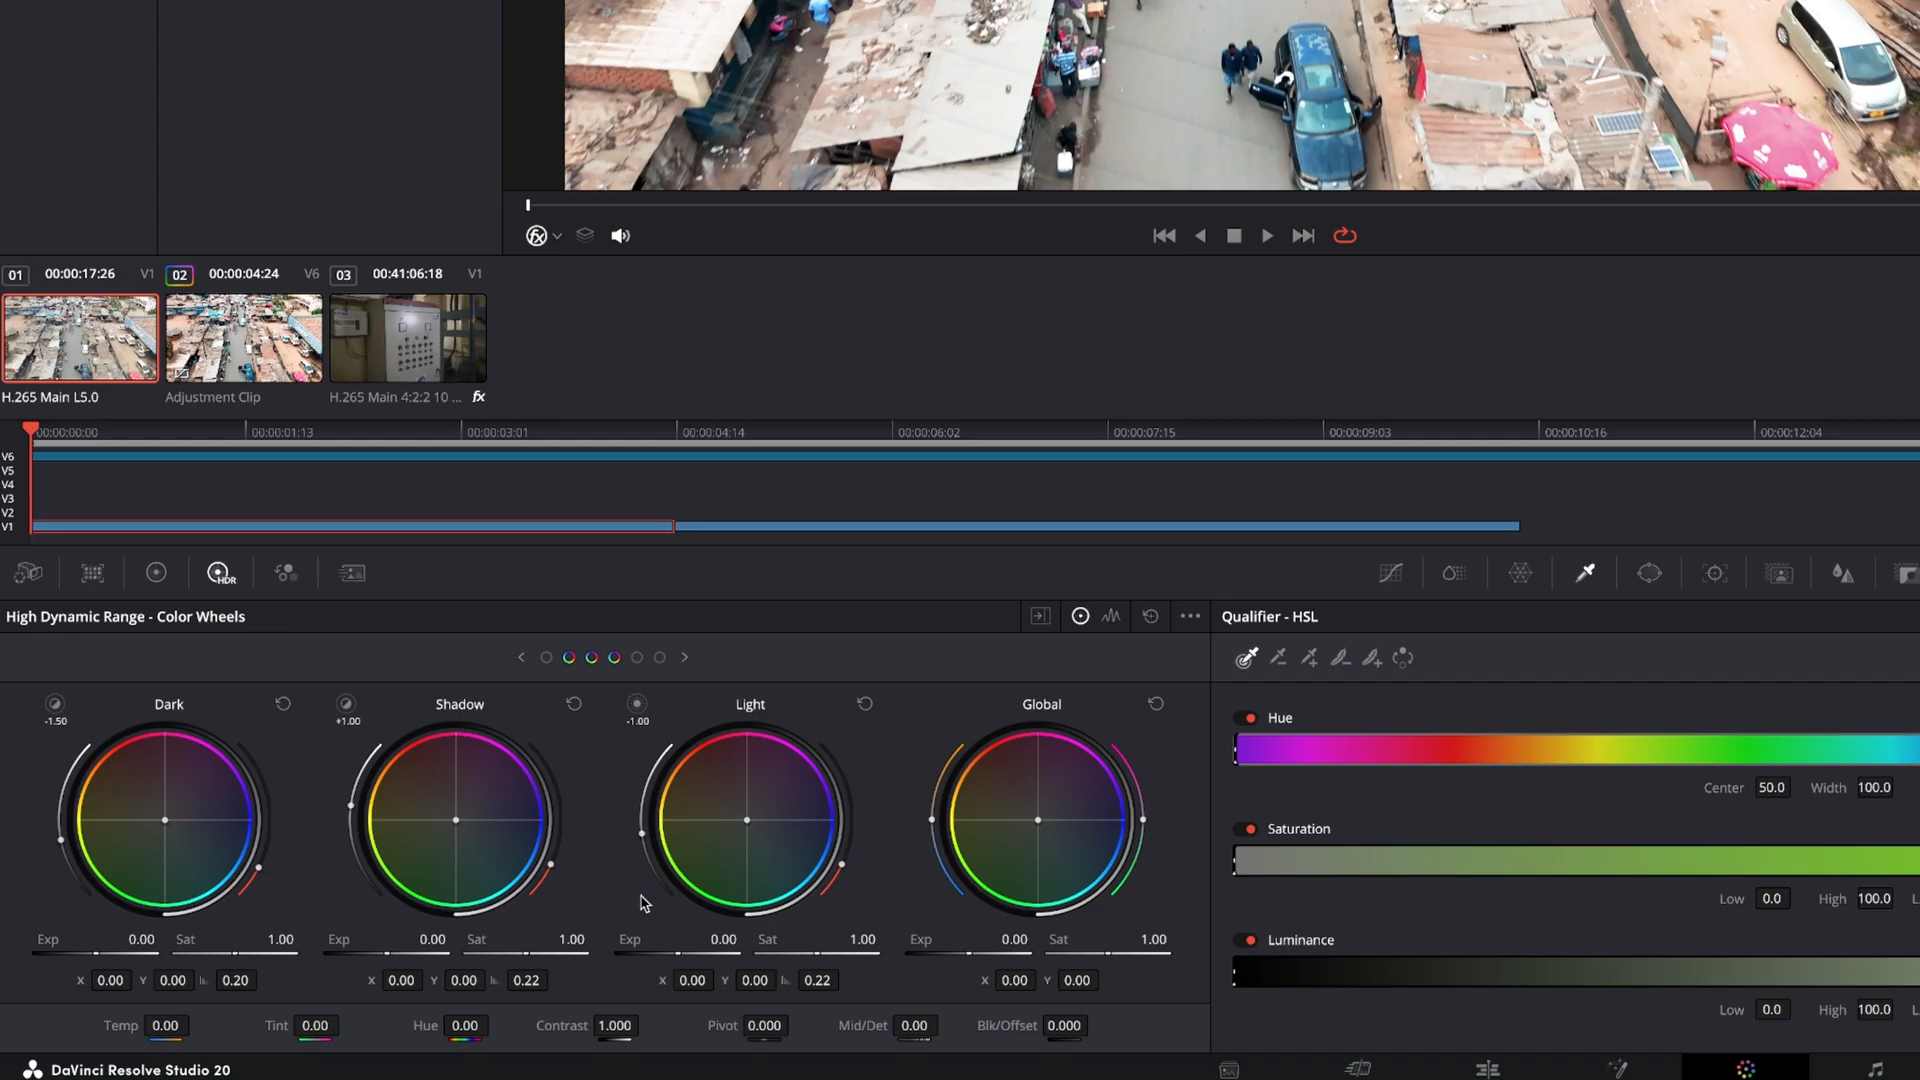 01 00:00:17:26 V1 02 00:00:04:24 V6 03 00:41:06:18 V1
H.265 Main L5.0 Adjustment Clip H.265 Main 4:2:2 10 ... fx
00:00:00:00 00:00:01:13 00:00:03:01 00:00:04:14 00:00:06:02 00:00:07:15 00:00:09:03 00:00:10:16 00:00:12:04
V6
V5
V4
V3
V2
V1
HDR
High Dynamic Range - Color Wheels
Qualifier - HSL
Dark Shadow Light Global
-1.50 +1.00 -1.00
Exp 0.00 Sat 1.00 Exp 0.00 Sat 1.00 Exp 0.00 Sat 1.00 Exp 0.00 Sat 1.00
X 0.00 Y 0.00 0.20 X 0.00 Y 0.00 0.22 X 0.00 Y 0.00 0.22 X 0.00 Y 0.00
Temp 0.00 Tint 0.00 Hue 0.00 Contrast 1.000 Pivot 0.000 Mid/Det 0.00 Blk/Offset 0.000
Hue
Center 50.0 Width 100.0
Saturation
Low 0.0 High 100.0 L.
Luminance
Low 0.0 High 100.0 L.
DaVinci Resolve Studio 20